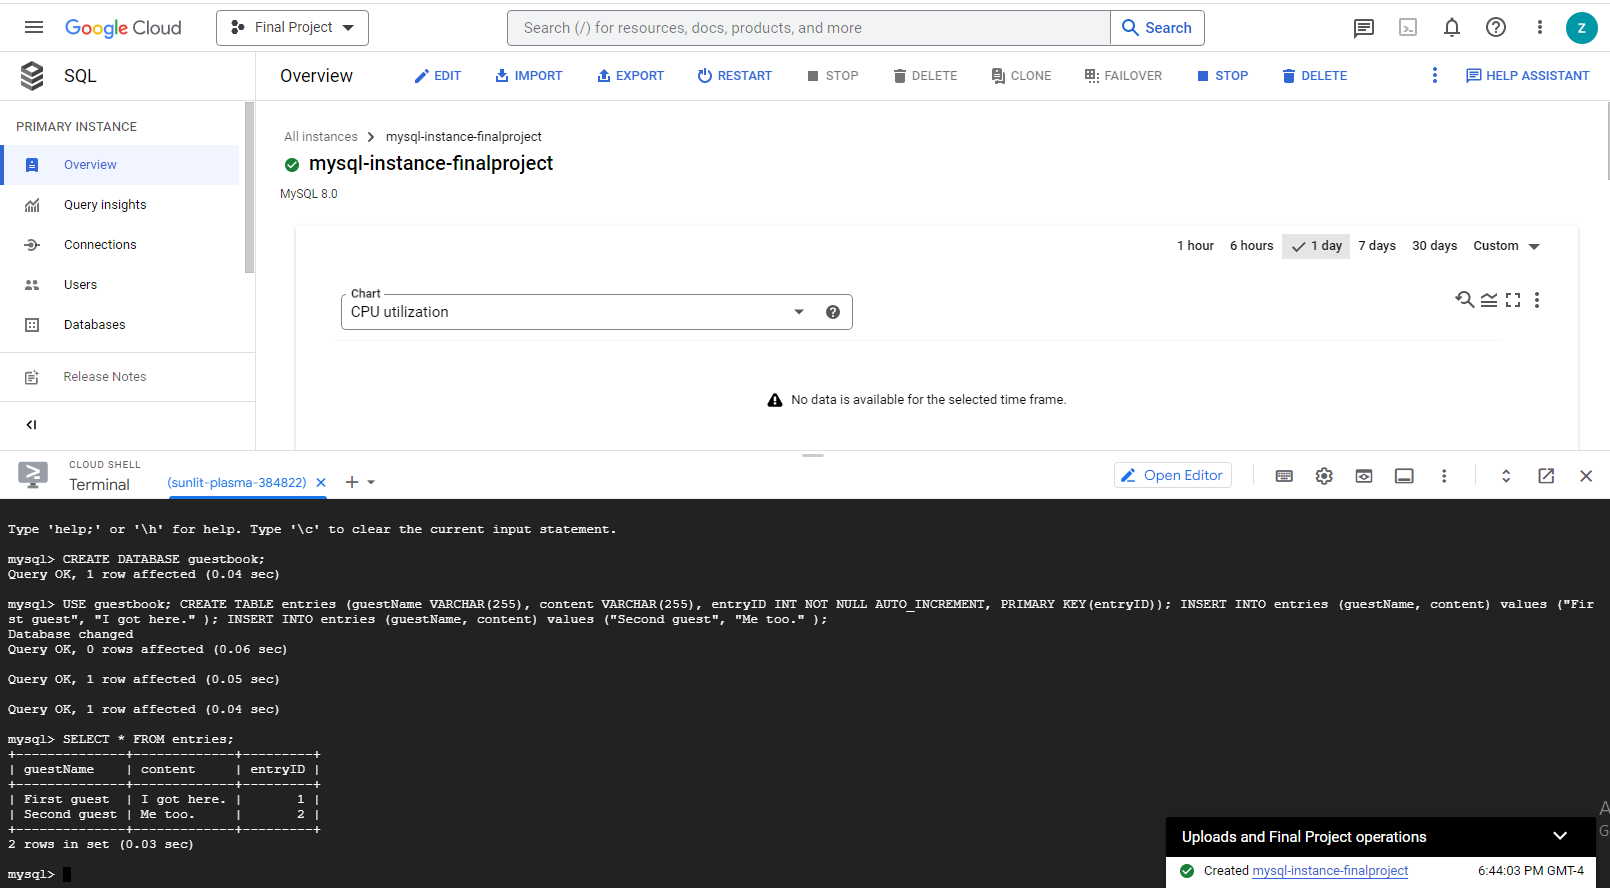 Google Cloud
Final Project
Search (/) for resources, docs, products, and more
Search
Z
SQL
Overview
EDIT
IMPORT
EXPORT
RESTART
STOP
DELETE
CLONE
FAILOVER
STOP
DELETE
HELP ASSISTANT
PRIMARY INSTANCE
Overview
Query insights
Connections
Users
Databases
Release Notes
All instances > mysql-instance-finalproject
mysql-instance-finalproject
MySQL 8.0
1 hour 6 hours 1 day 7 days 30 days Custom
Chart
CPU utilization
No data is available for the selected time frame.
CLOUD SHELL
Terminal
(sunlit-plasma-384822)
Open Editor
Type 'help;' or '\h' for help. Type '\c' to clear the current input statement.
mysql> CREATE DATABASE guestbook;
Query OK, 1 row affected (0.04 sec)
mysql> USE guestbook; CREATE TABLE entries (guestName VARCHAR(255), content VARCHAR(255), entryID INT NOT NULL AUTO_INCREMENT, PRIMARY KEY(entryID)); INSERT INTO entries (guestName, content) values ("Fir
st guest", "I got here." ); INSERT INTO entries (guestName, content) values ("Second guest", "Me too." );
Database changed
Query OK, 0 rows affected (0.06 sec)
Query OK, 1 row affected (0.05 sec)
Query OK, 1 row affected (0.04 sec)
mysql> SELECT * FROM entries;
+--------------+-------------+---------+
| guestName    | content     | entryID |
+--------------+-------------+---------+
| First guest  | I got here. |       1 |
| Second guest | Me too.     |       2 |
+--------------+-------------+---------+
2 rows in set (0.03 sec)
mysql>
Uploads and Final Project operations
Created mysql-instance-finalproject 6:44:03 PM GMT-4